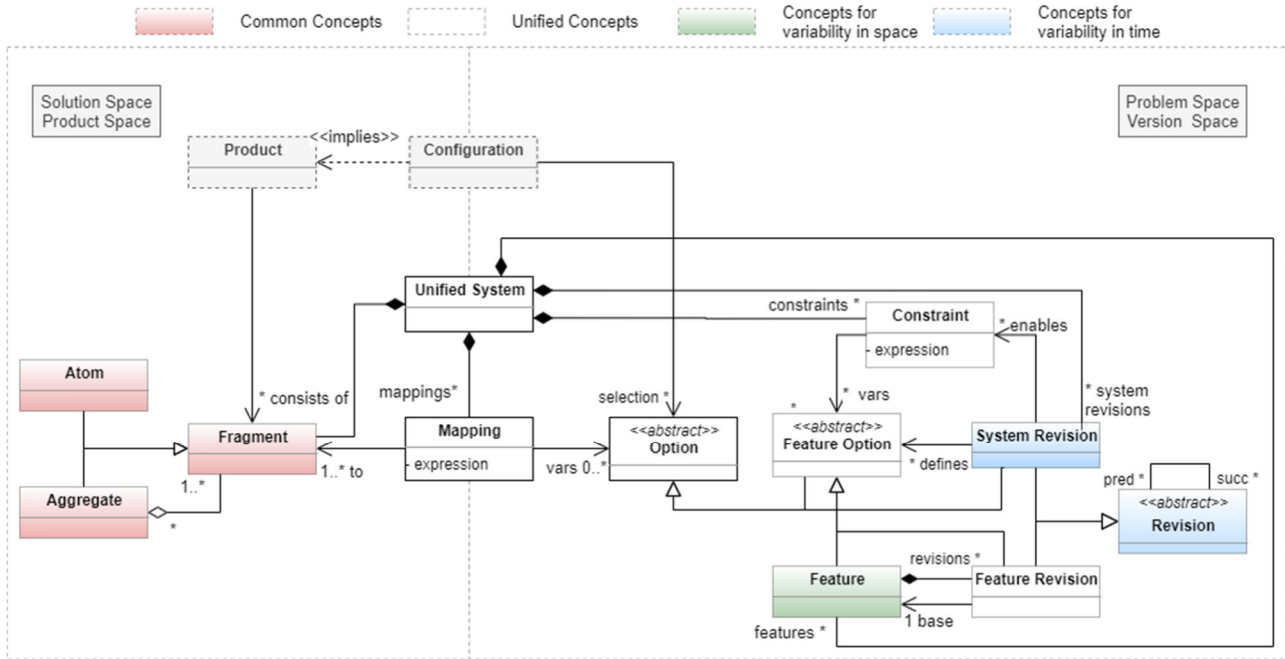 Common Concepts
Unified Concepts
Concepts for
variability in space
Concepts for
variability in time
Solution Space
Product Space
Problem Space
Version Space
<<implies>>
Product
Configuration
Unified System
constraints *
Constraint
- expression
* enables
Atom
* consists of
mappings*
selection *
* vars
* system
revisions
*
Fragment
Mapping
- expression
<<abstract>>
Option
<<abstract>>
Feature Option
System Revision
1..* to
vars 0..*
* defines
1..*
Aggregate
*
pred *
succ *
<<abstract>>
Revision
revisions *
Feature
Feature Revision
1 base
features *